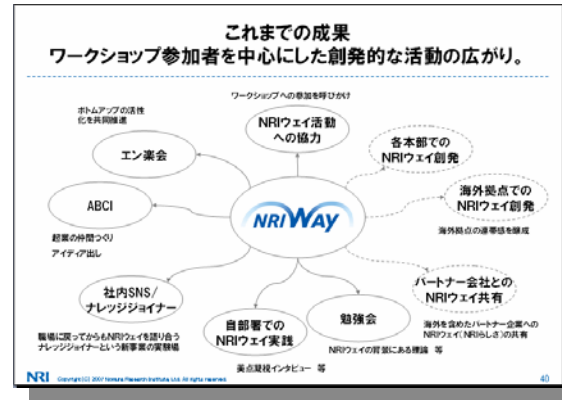 これまでの成果
ワークショップ参加者を中心にした創発的な活動の広がり。
ワークショップへの参加を呼びかけ
NRIウェイ活動
への協力
ボトムアップの活性
化を共同推進
エン楽会
各本部での
NRIウェイ創発
ABCI
起業の仲間づくり
アイディア出し
NRI WAY
海外拠点での
NRIウェイ創発
海外拠点の連帯感を醸成
社内SNS/
ナレッジジョイナー
職場に戻ってからもNRIウェイを語り合う
ナレッジジョイナーという新事業の実験場
自部署での
NRIウェイ実践
美点凝視インタビュー 等
勉強会
NRIウェイの背景にある理論 等
パートナー会社との
NRIウェイ共有
海外を含めたパートナー企業への
NRIウェイ(NRIらしさ)の共有
NRI
Copyright(C) 2007 Nomura Research Institute, Ltd. All rights reserved.
40